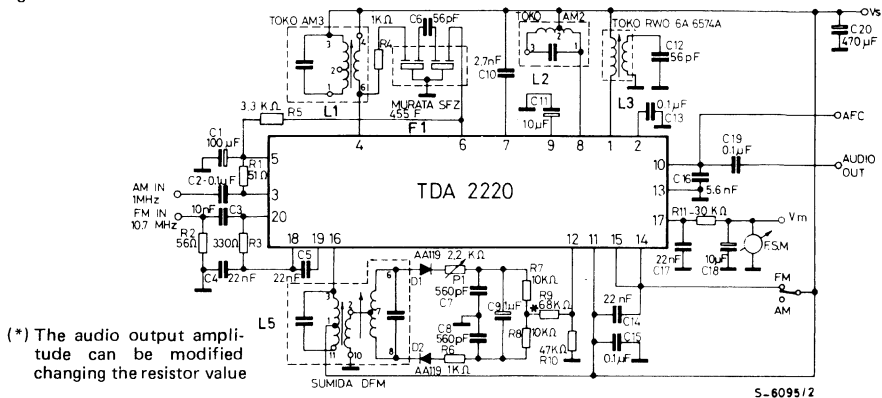 TOKO AM3
1KΩ
C6
56pF
TOKO AM2
TOKO RWO 6A 6574A
Vs
3
4
R4
2
3
1
C12
56pF
C20
470µF
2,7nF
C10
2
1
6
L1
L2
L3
MURATA SFZ
455 F
F1
C11
10µF
0.1µF
C13
3.3 KΩ
R5
AFC
C1
100 µF
4
6
7
9
8
1
2
C19
0.1µF
5
10
AUDIO
OUT
R1
51Ω
C2-0.1µF
AM IN
1MHz
3
TDA 2220
C16
5.6nF
13
FM IN
10.7 MHz
10nF
C3
20
17
R11-30 KΩ
Vm
R2
56Ω
330Ω
R3
18
19
16
12
11
15
14
22nF
C17
10µF
C18
F.S.M
C4
22nF
22nF
C5
AA119
D1
2,2 KΩ
P1
560pF
C7
R7
10KΩ
R9
68KΩ
*
22 nF
C14
FM
AM
L5
3
1
11
2
10
6
7
8
C9
1µF
C8
560pF
R8
10KΩ
47KΩ
R10
C15
0.1µF
D2
AA119
R6
1KΩ
SUMIDA DFM
(*) The audio output ampli-
tude can be modified
changing the resistor value
S-6095/2